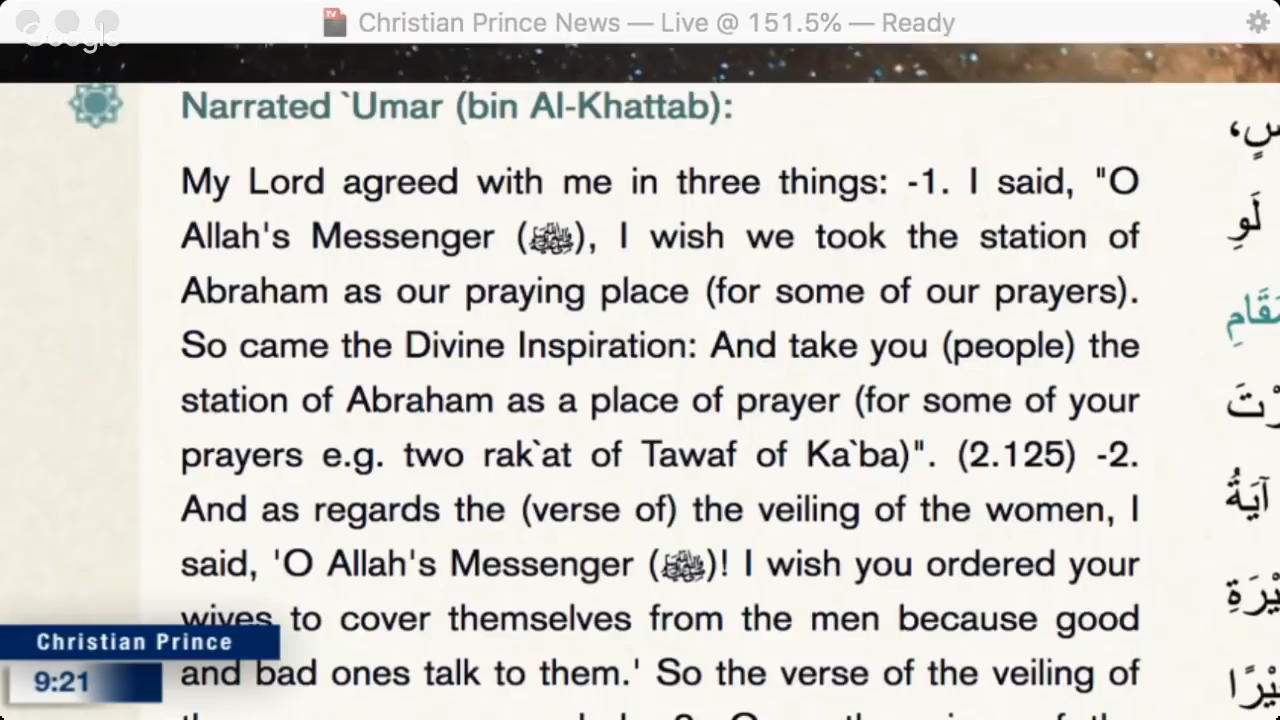 Christian Prince News — Live @ 151.5% — Ready
Google
Narrated `Umar (bin Al-Khattab):
My Lord agreed with me in three things: -1. I said, "O
Allah's Messenger (ﷺ), I wish we took the station of
Abraham as our praying place (for some of our prayers).
So came the Divine Inspiration: And take you (people) the
station of Abraham as a place of prayer (for some of your
prayers e.g. two rak`at of Tawaf of Ka`ba)". (2.125) -2.
And as regards the (verse of) the veiling of the women, I
said, 'O Allah's Messenger (ﷺ)! I wish you ordered your
wives to cover themselves from the men because good
and bad ones talk to them.' So the verse of the veiling of
لَوِ
آيَةُ
Christian Prince
9:21